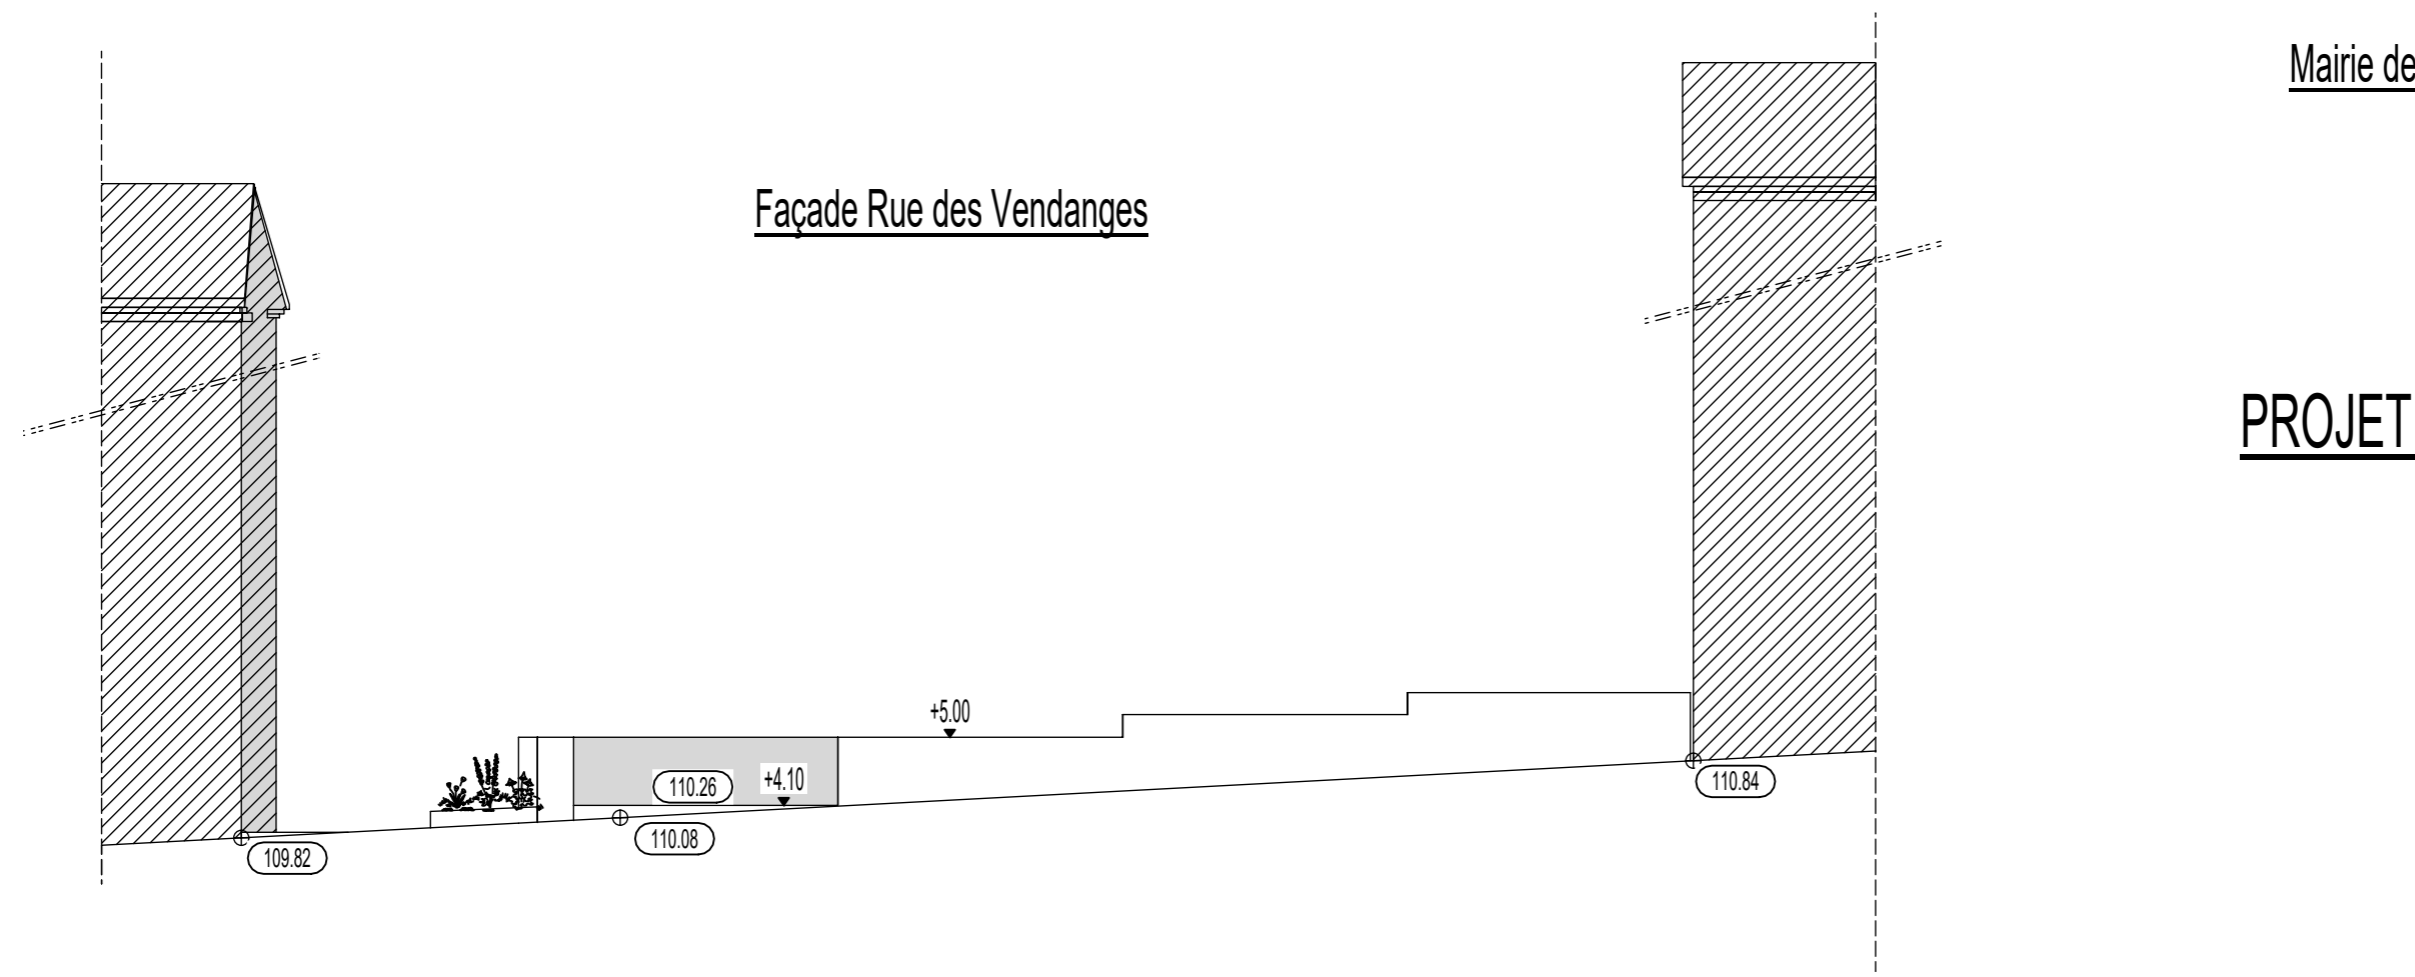 Mairie de
Façade Rue des Vendanges
PROJET
+5.00
110.26
+4.10
110.84
110.08
109.82